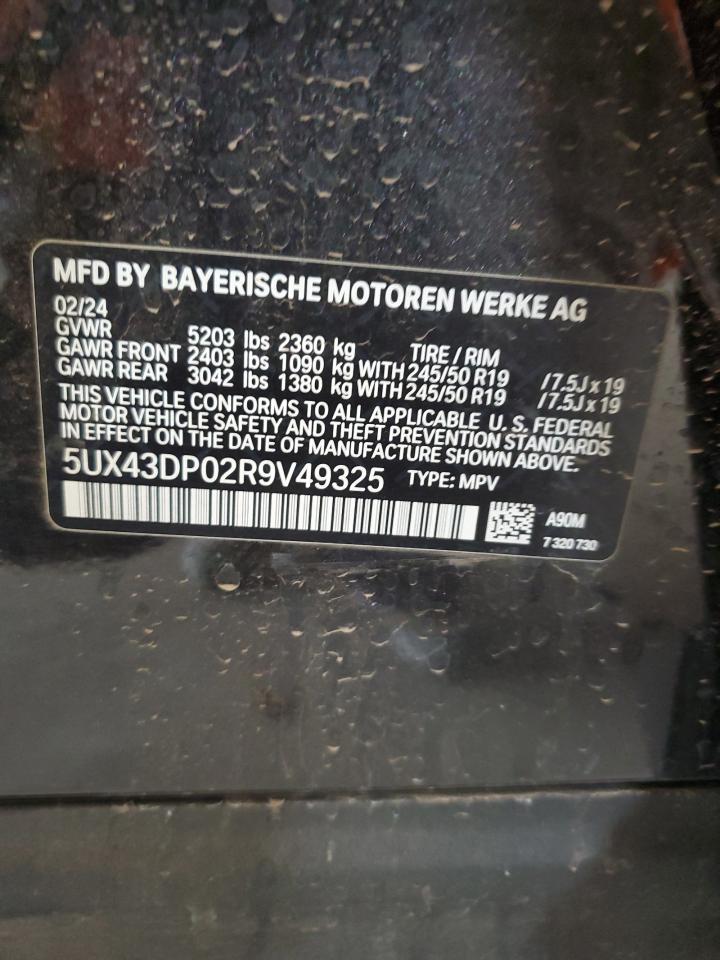 MFD BY BAYERISCHE MOTOREN WERKE AG
02/24
GVWR 5203 lbs 2360 kg TIRE / RIM
GAWR FRONT 2403 lbs 1090 kg WITH 245/50 R19 /7.5J x 19
GAWR REAR 3042 lbs 1380 kg WITH 245/50 R19 /7.5J x 19
THIS VEHICLE CONFORMS TO ALL APPLICABLE U. S. FEDERAL
MOTOR VEHICLE SAFETY AND THEFT PREVENTION STANDARDS
IN EFFECT ON THE DATE OF MANUFACTURE SHOWN ABOVE.
5UX43DP02R9V49325 TYPE: MPV
A90M
7 320 730